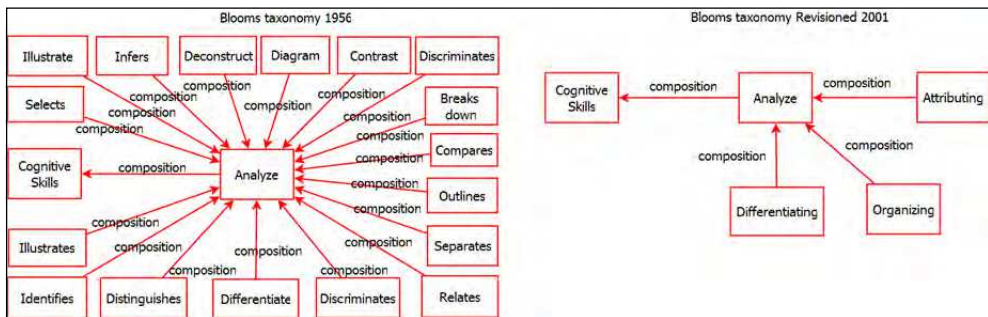 Blooms taxonomy 1956
Illustrate
Infers
Deconstruct
Diagram
Contrast
Discriminates
composition
composition
composition
composition
composition
composition
Selects
composition
composition
Breaks
down
composition
Compares
composition
Cognitive
Skills
composition
Analyze
composition
Outlines
composition
Illustrates
composition
composition
composition
Separates
composition
composition
composition
composition
Identifies
Distinguishes
Differentiate
Discriminates
Relates
Blooms taxonomy Revisioned 2001
Cognitive
Skills
composition
Analyze
composition
Attributing
composition
composition
Differentiating
Organizing